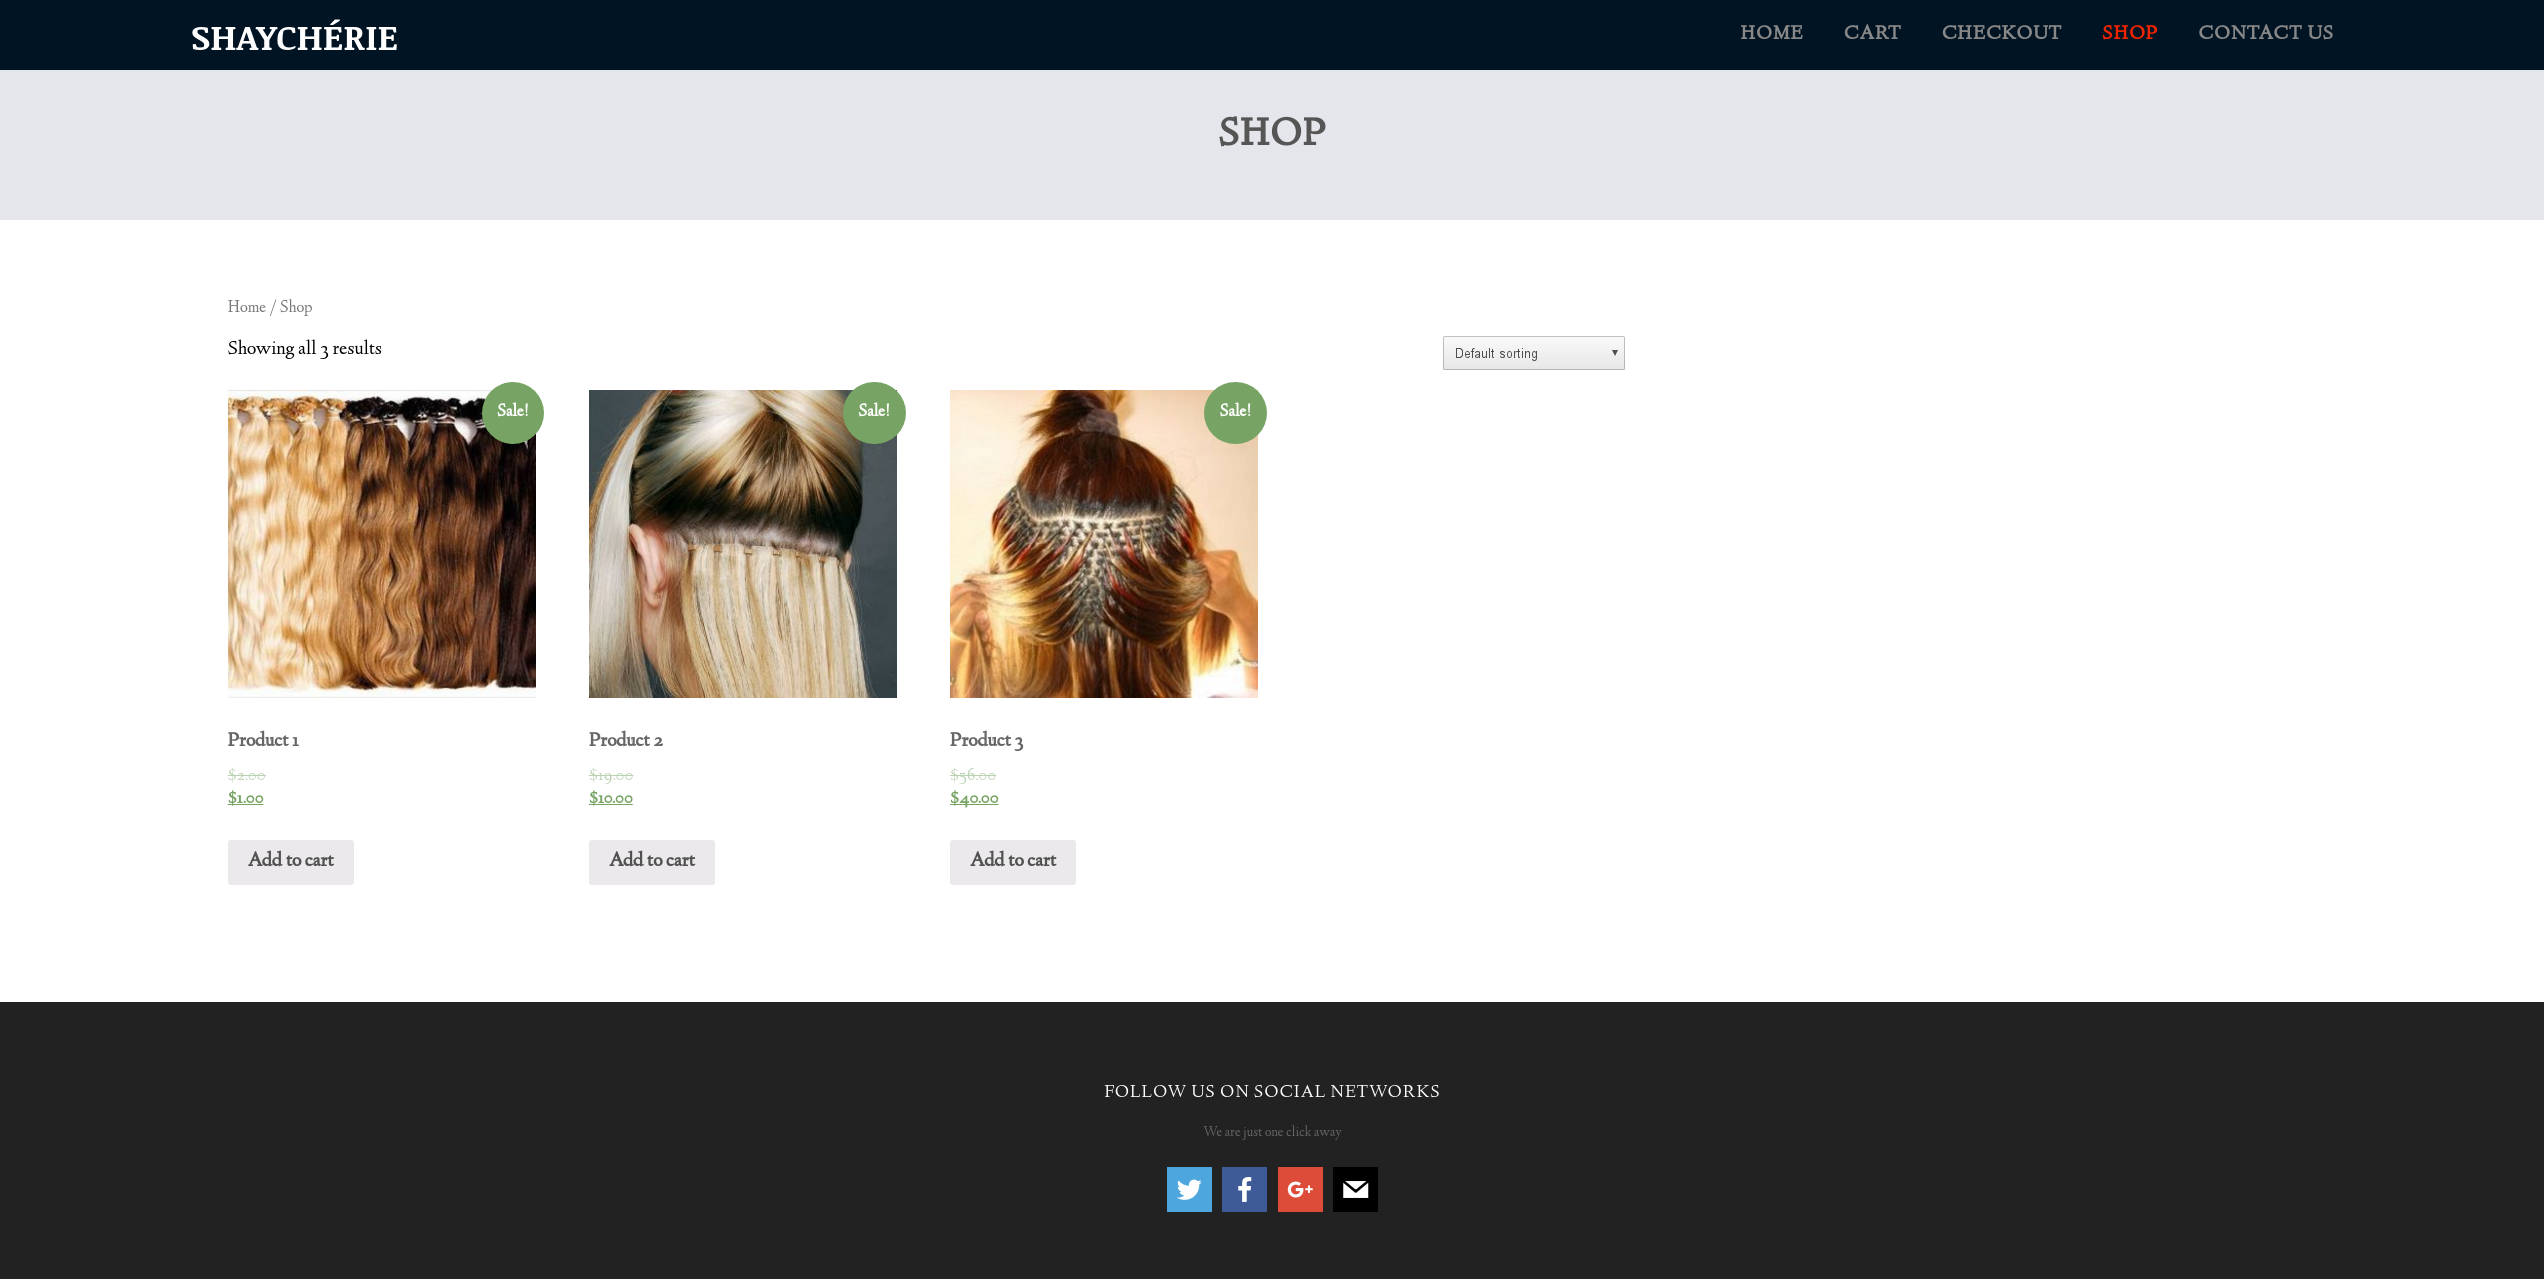 SHAYCHÉRIE
HOME CART CHECKOUT SHOP CONTACT US
SHOP
Home / Shop
Showing all 3 results
Default sorting
Sale! Sale! Sale!
Product 1 Product 2 Product 3
$2.00 $19.00 $56.00
$1.00 $10.00 $40.00
Add to cart Add to cart Add to cart
FOLLOW US ON SOCIAL NETWORKS
We are just one click away